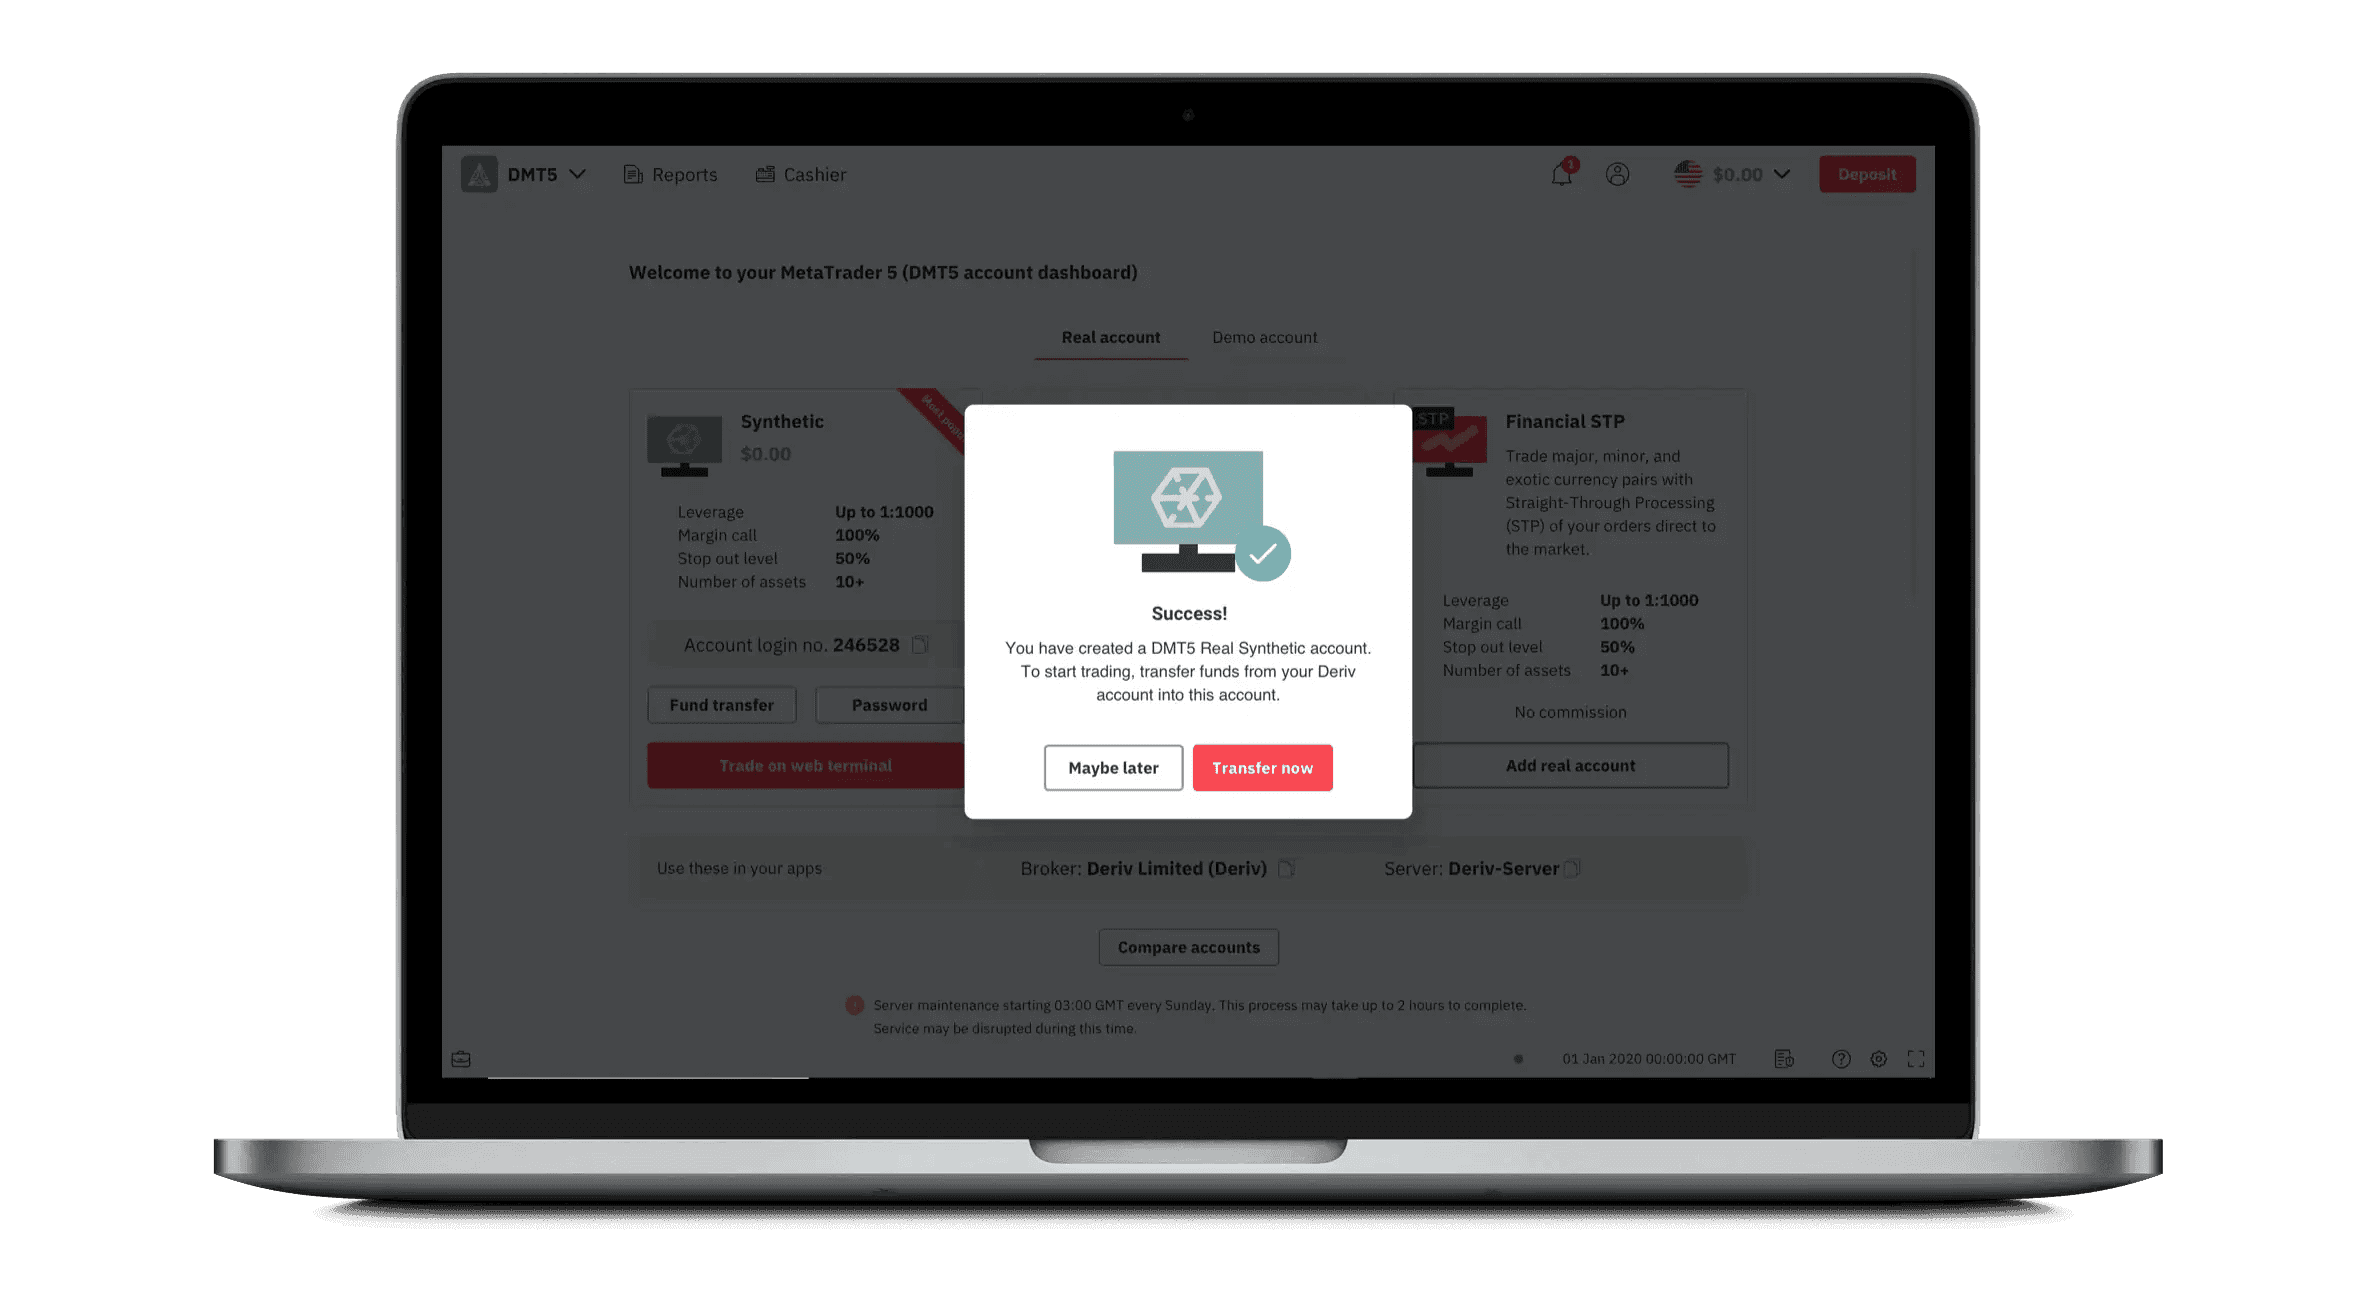 DMT5 Reports Cashier 1 $0.00 Deposit
Welcome to your MetaTrader 5 (DMT5 account dashboard)
Real account Demo account
Synthetic
$0.00
Most popu
Leverage Up to 1:1000
Margin call 100%
Stop out level 50%
Number of assets 10+
Account login no. 246528
Fund transfer Password
Trade on web terminal
Success!
You have created a DMT5 Real Synthetic account.
To start trading, transfer funds from your Deriv
account into this account.
Maybe later Transfer now
STP
Financial STP
Trade major, minor, and
exotic currency pairs with
Straight-Through Processing
(STP) of your orders direct to
the market.
Leverage Up to 1:1000
Margin call 100%
Stop out level 50%
Number of assets 10+
No commission
Add real account
Use these in your apps Broker: Deriv Limited (Deriv) Server: Deriv-Server
Compare accounts
Server maintenance starting 03:00 GMT every Sunday. This process may take up to 2 hours to complete.
Service may be disrupted during this time.
01 Jan 2020 00:00:00 GMT